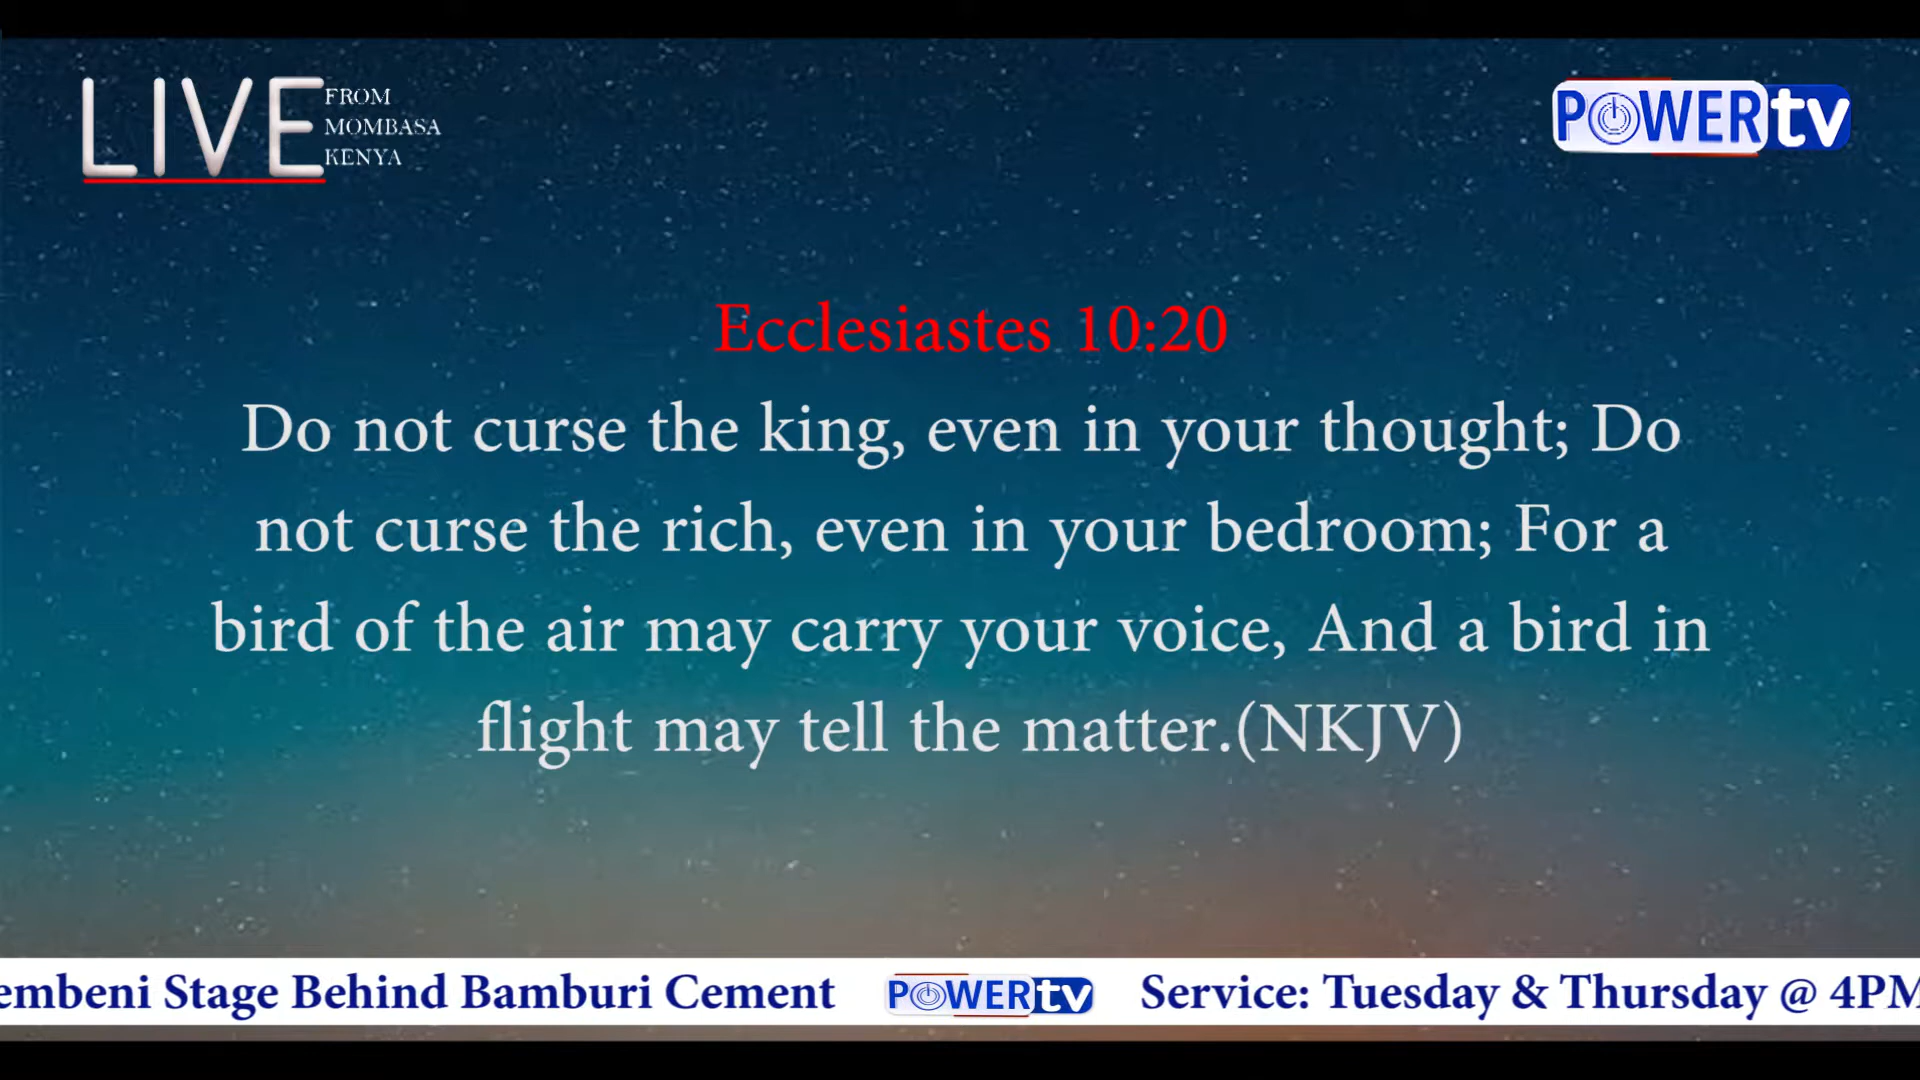 LIVE
FROM
MOMBASA
KENYA
POWERtv
Ecclesiastes 10:20
Do not curse the king, even in your thought; Do
not curse the rich, even in your bedroom; For a
bird of the air may carry your voice, And a bird in
flight may tell the matter.(NKJV)
embeni Stage Behind Bamburi Cement POWERtv Service: Tuesday & Thursday @ 4PM